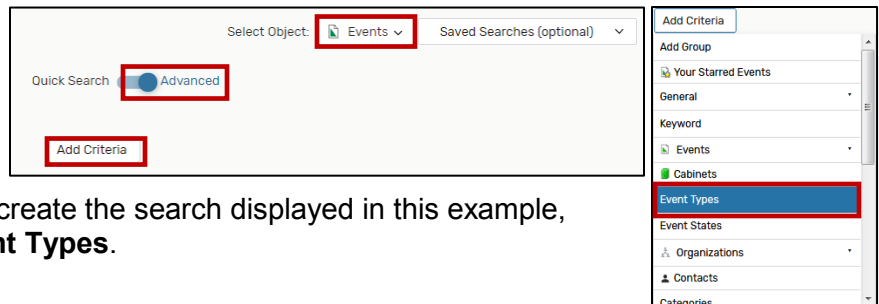 Select Object: Events Saved Searches (optional)
Quick Search Advanced
Add Criteria
create the search displayed in this example,
nt Types.
Add Criteria
Add Group
Your Starred Events
General
Keyword
Events
Cabinets
Event Types
Event States
Organizations
Contacts
Categories